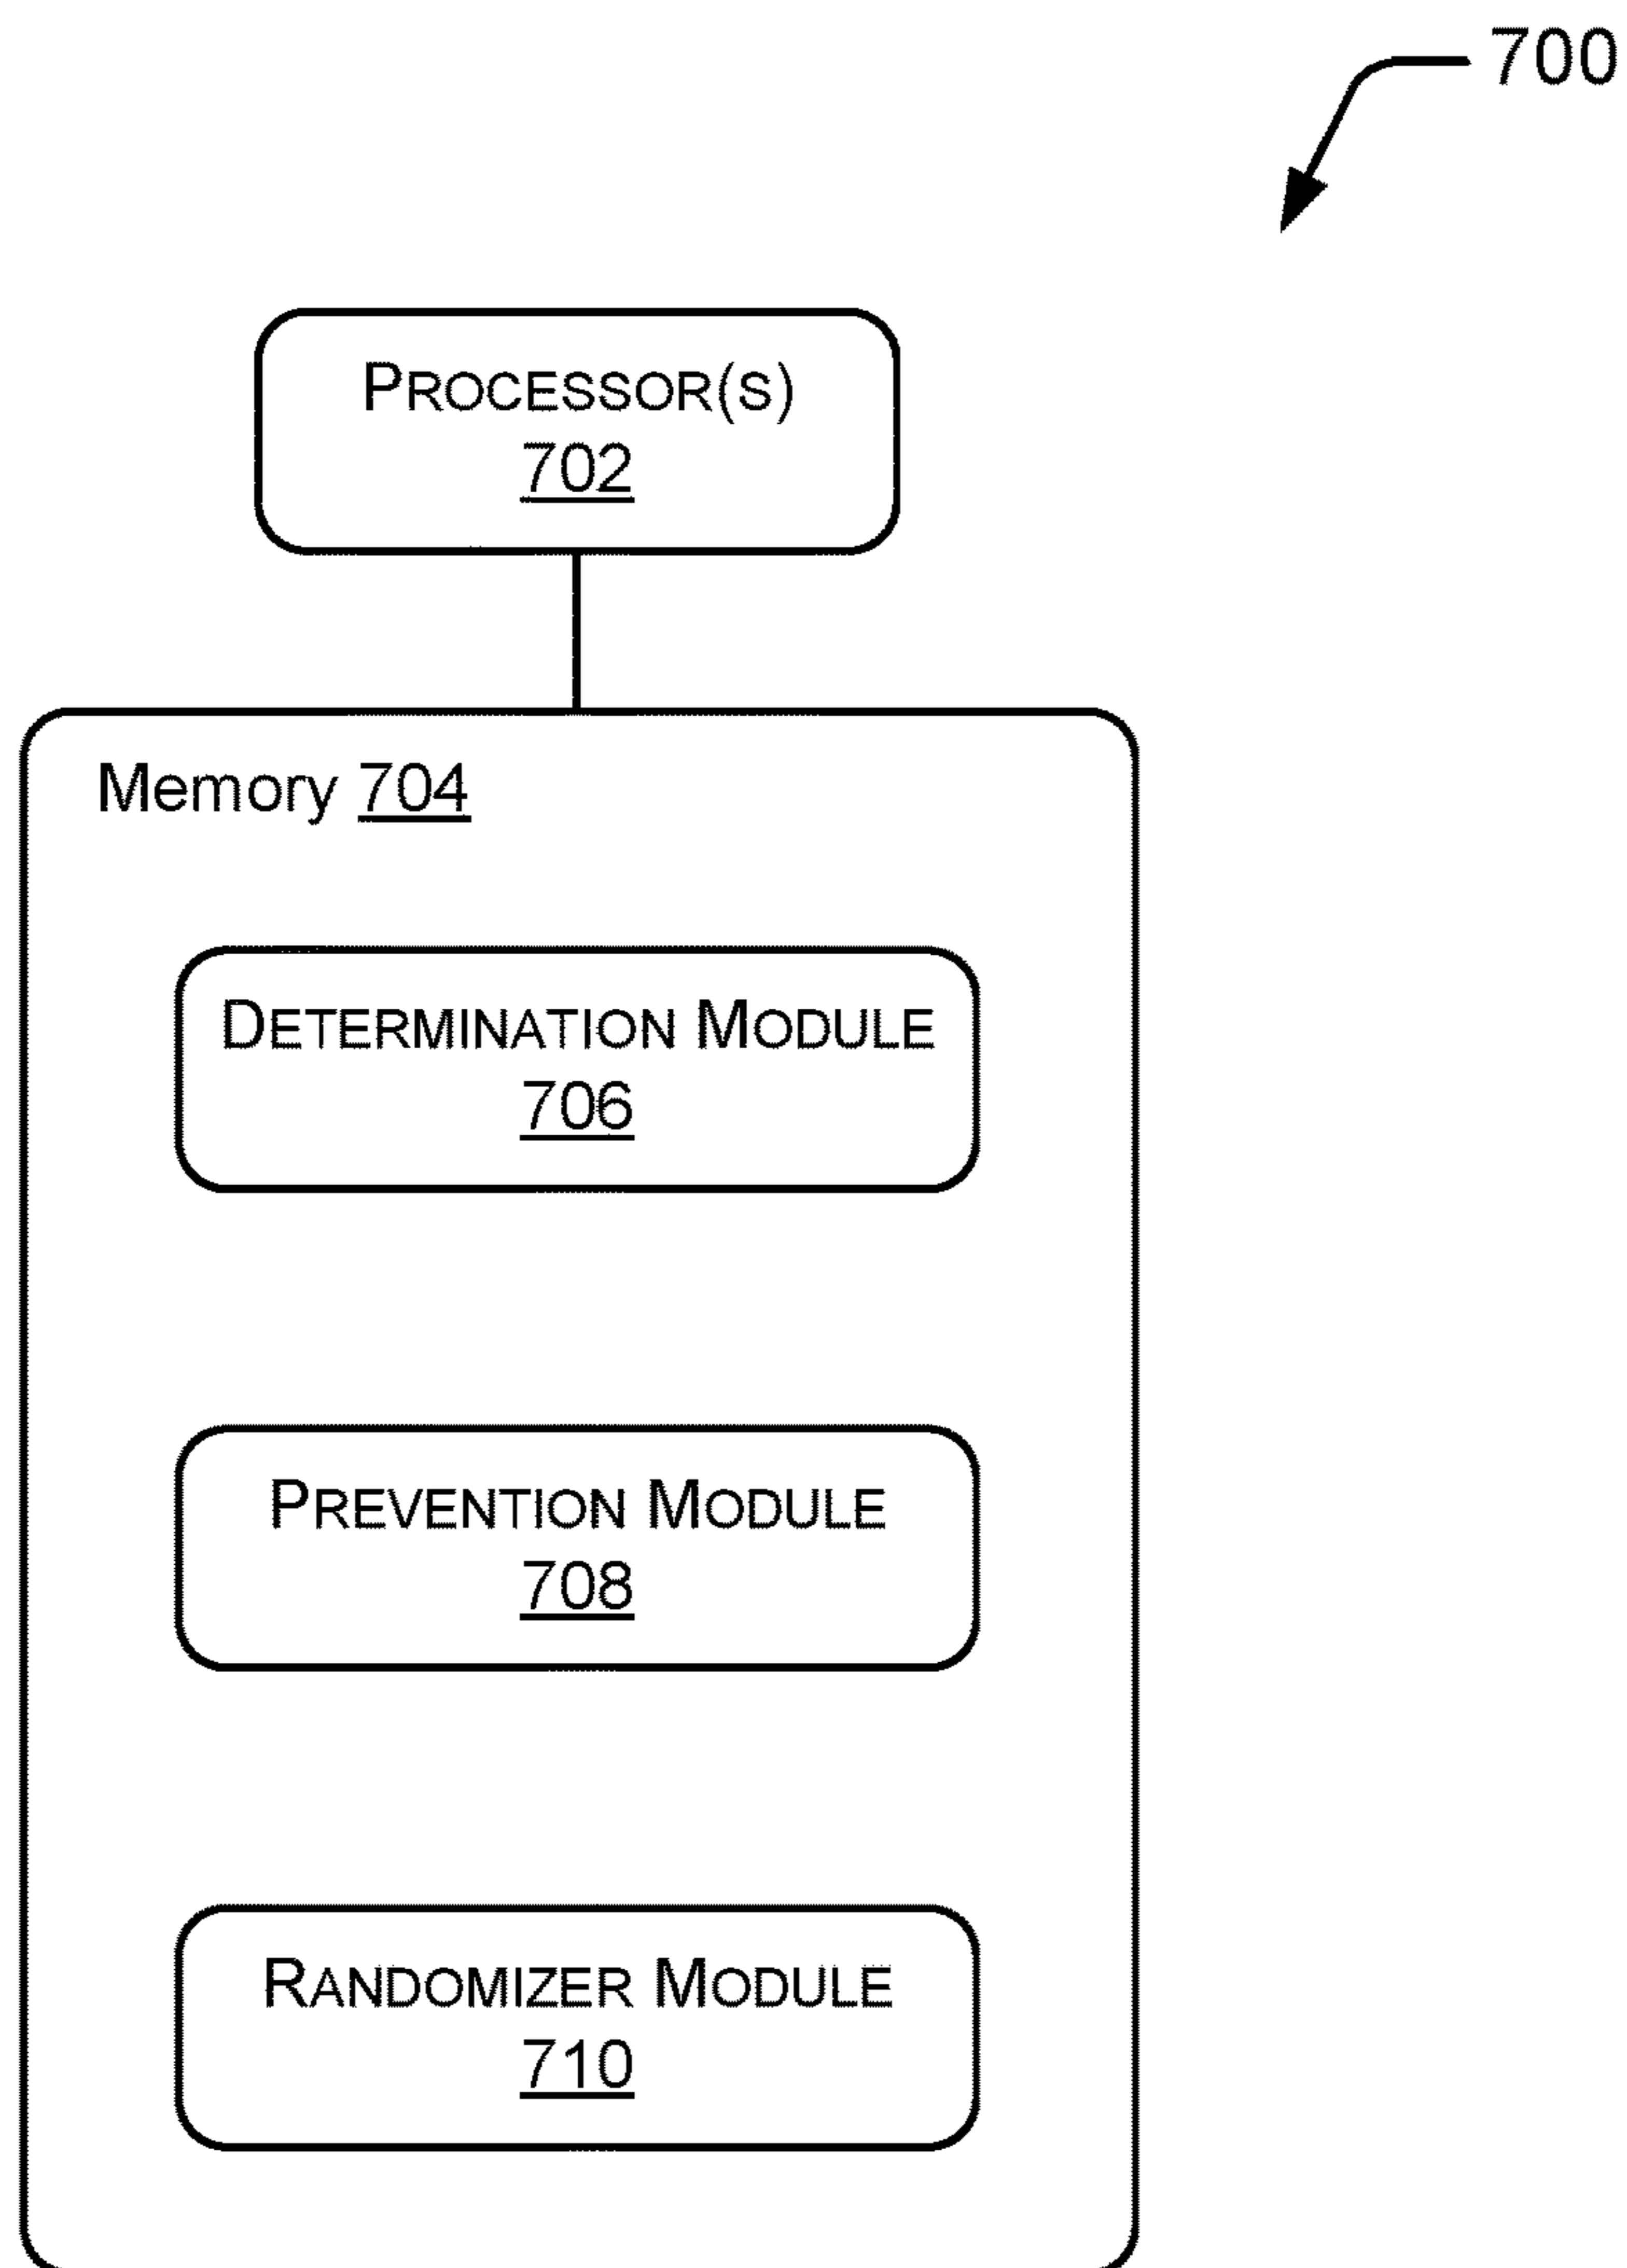 700
PROCESSOR(S)
702
Memory 704
DETERMINATION MODULE
706
PREVENTION MODULE
708
RANDOMIZER MODULE
710